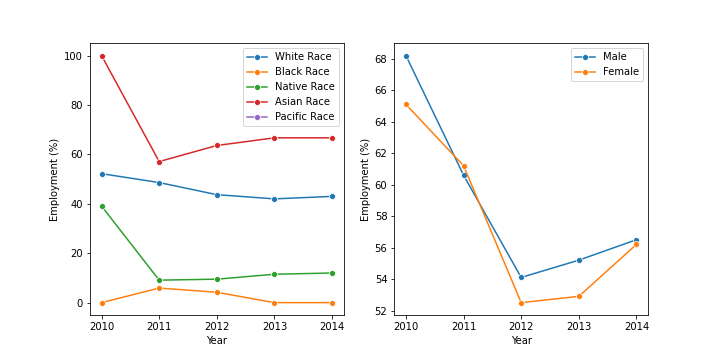 100
80
60
40
20
0
Employment (%)
2010 2011 2012 2013 2014
Year
White Race
Black Race
Native Race
Asian Race
Pacific Race
68
66
64
62
60
58
56
54
52
Employment (%)
2010 2011 2012 2013 2014
Year
Male
Female